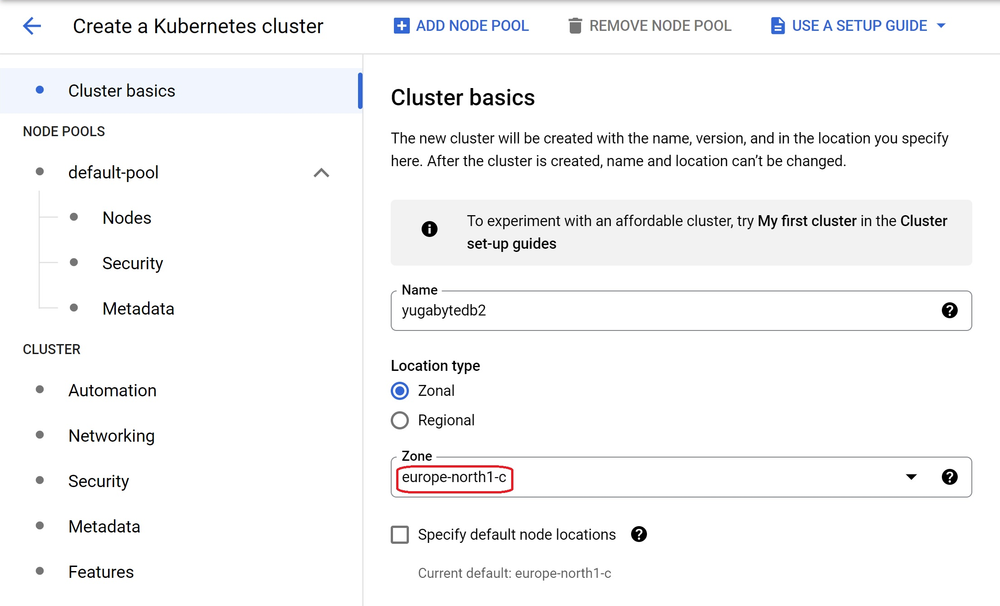 Create a Kubernetes cluster
ADD NODE POOL
REMOVE NODE POOL
USE A SETUP GUIDE
Cluster basics
NODE POOLS
default-pool
Nodes
Security
Metadata
CLUSTER
Automation
Networking
Security
Metadata
Features
Cluster basics
The new cluster will be created with the name, version, and in the location you specify
here. After the cluster is created, name and location can’t be changed.
To experiment with an affordable cluster, try My first cluster in the Cluster
set-up guides
Name
yugabytedb2
Location type
Zonal
Regional
Zone
europe-north1-c
Specify default node locations
Current default: europe-north1-c